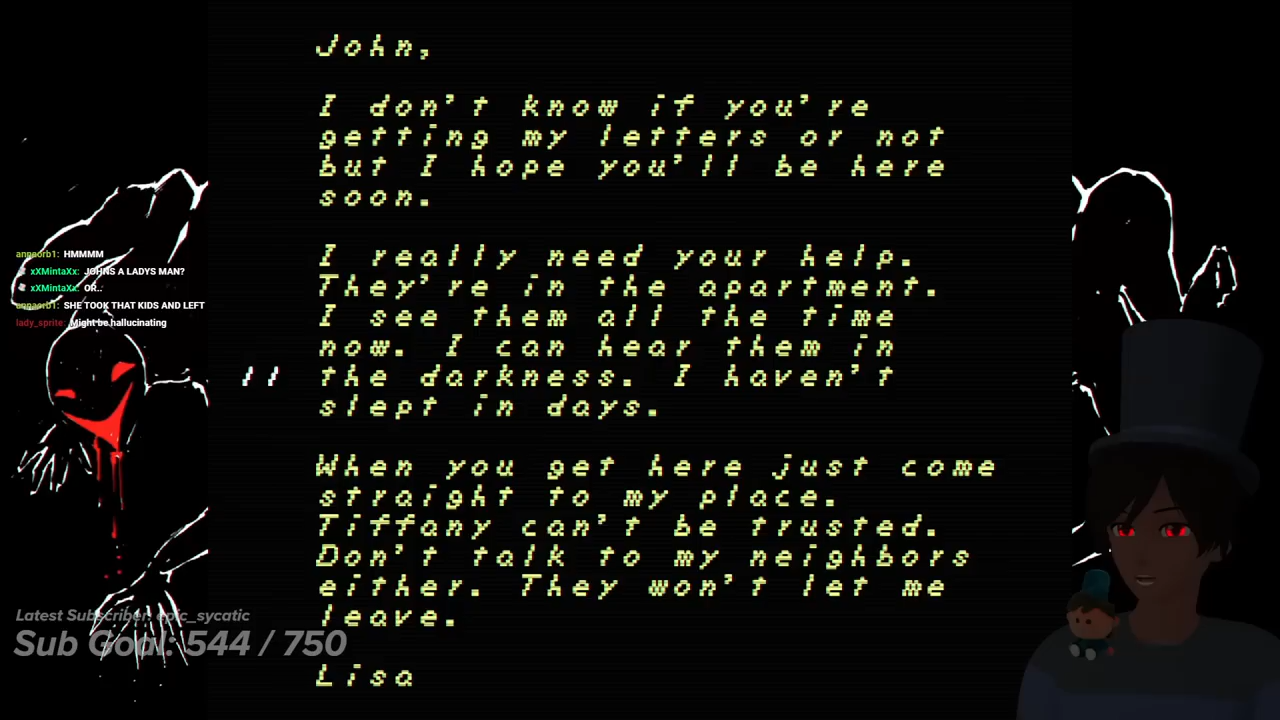 John,
I don't know if you're
getting my letters or not
but I hope you'll be here
soon.
I really need your help.
They're in the apartment.
I see them all the time
now. I can hear them in
the darkness. I haven't
slept in days.
When you get here just come
straight to my place.
Tiffany can't be trusted.
Don't talk to my neighbors
either. They won't let me
leave.
Lisa
annaorb1: HMMMM
xXMintaXx: JOHNS A LADYS MAN?
xXMintaXx: OR..
annaorb1: SHE TOOK THAT KIDS AND LEFT
lady_sprite: Might be hallucinating
Latest Subscriber: epic_sycatic
Sub Goal: 544 / 750